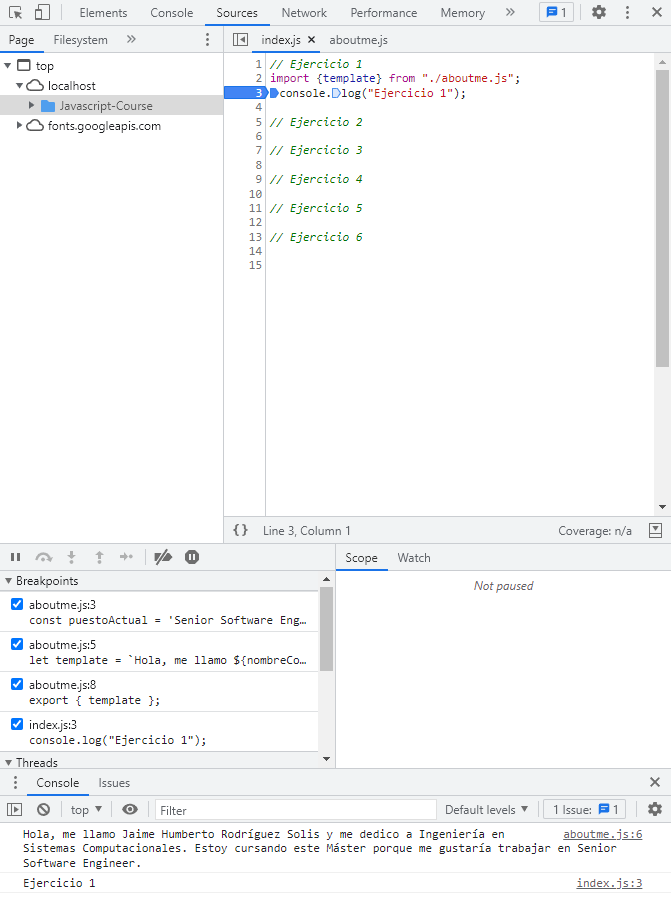 Elements Console Sources Network Performance Memory » 1
Page Filesystem »
index.js × aboutme.js
top
localhost
Javascript-Course
fonts.googleapis.com
1 // Ejercicio 1
2 import {template} from "./aboutme.js";
3 console.log("Ejercicio 1");
4
5 // Ejercicio 2
6
7 // Ejercicio 3
8
9 // Ejercicio 4
10
11 // Ejercicio 5
12
13 // Ejercicio 6
14
15
{} Line 3, Column 1 Coverage: n/a
Scope Watch
Not paused
Breakpoints
aboutme.js:3
const puestoActual = 'Senior Software Eng…
aboutme.js:5
let template = `Hola, me llamo ${nombreCo…
aboutme.js:8
export { template };
index.js:3
console.log("Ejercicio 1");
Threads
Console Issues
top Filter Default levels 1 Issue: 1
Hola, me llamo Jaime Humberto Rodríguez Solis y me dedico a Ingeniería en aboutme.js:6
Sistemas Computacionales. Estoy cursando este Máster porque me gustaría trabajar en Senior
Software Engineer.
Ejercicio 1 index.js:3